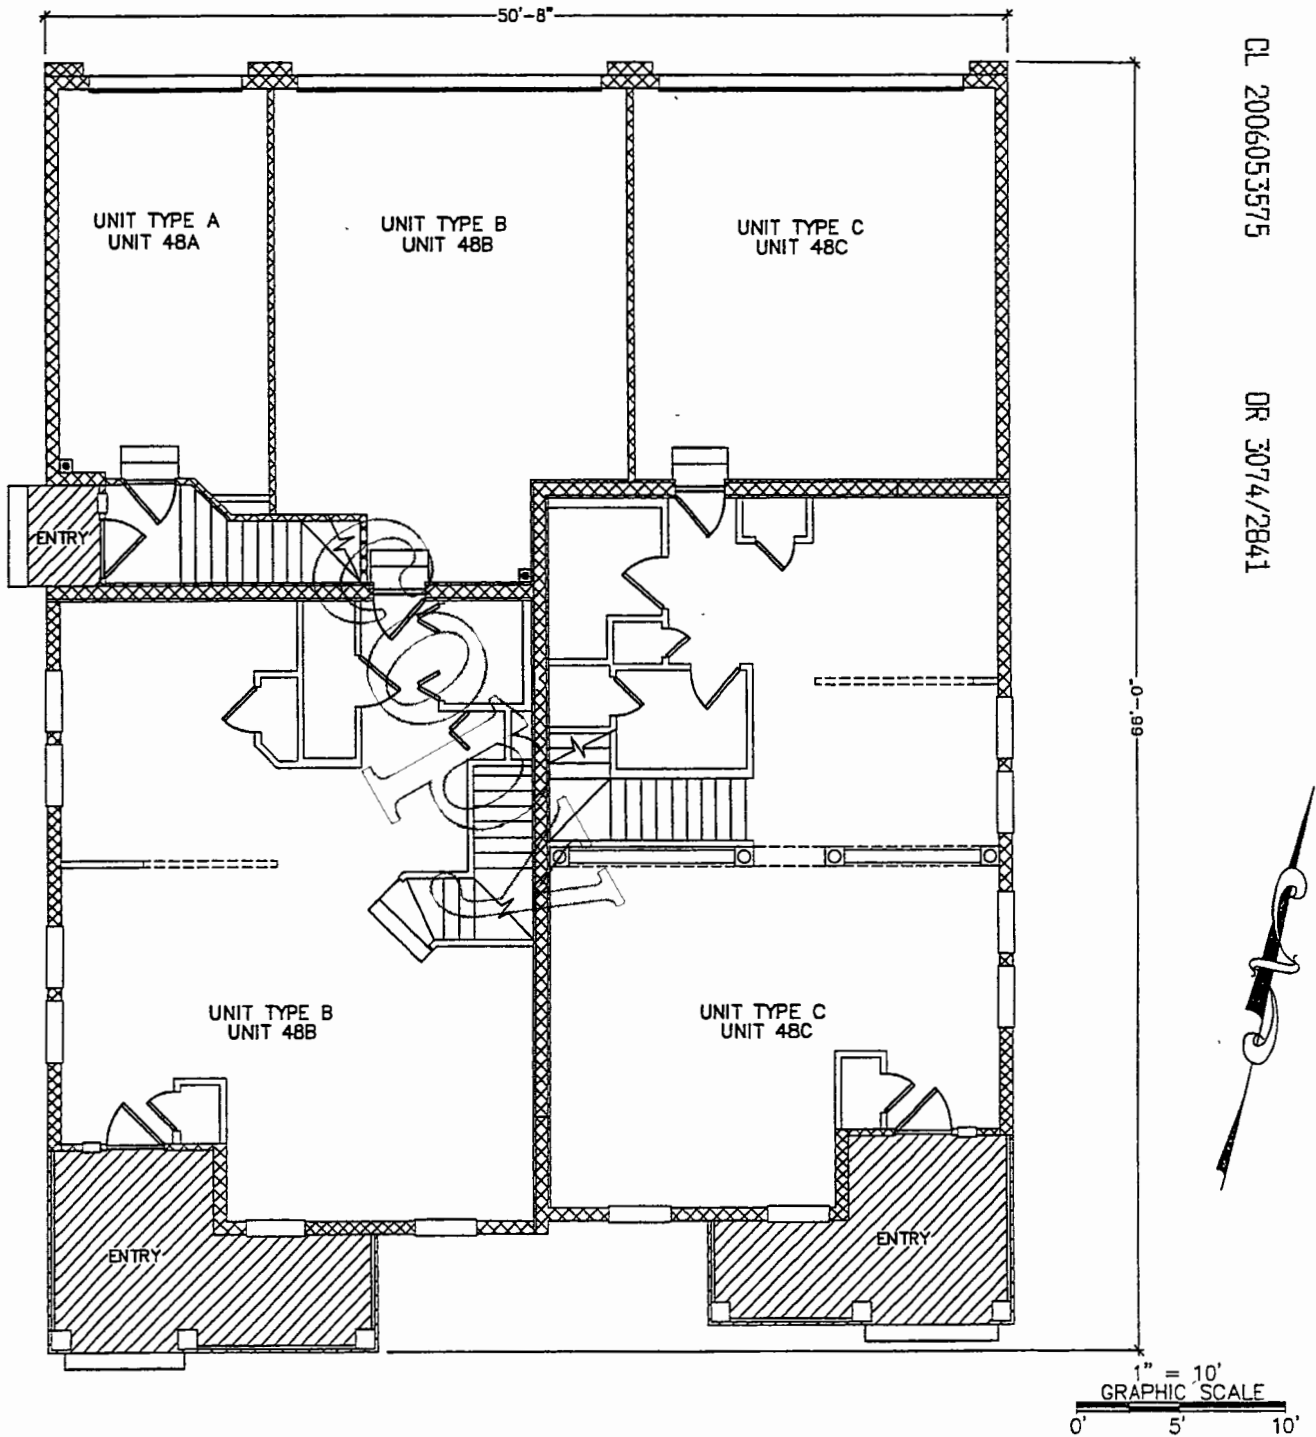 50'-8"
CL 2006053575
OR 3074/2841
UNIT TYPE A
UNIT 48A
UNIT TYPE B
UNIT 48B
UNIT TYPE C
UNIT 48C
ENTRY
66'-0"
UNIT TYPE B
UNIT 48B
UNIT TYPE C
UNIT 48C
ENTRY
ENTRY
1" = 10'
GRAPHIC SCALE
0' 5' 10'